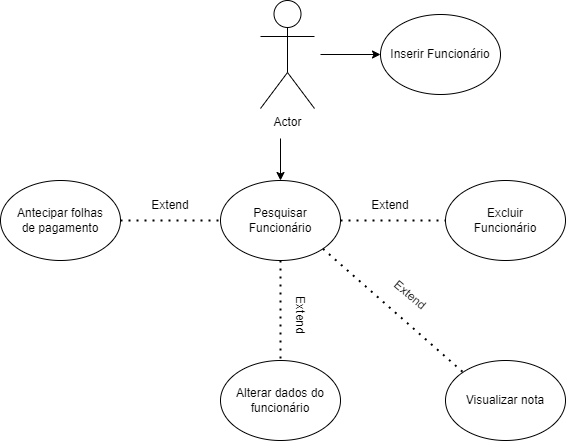 Inserir Funcionário
Actor
Antecipar folhas
de pagamento
Extend
Pesquisar
Funcionário
Extend
Excluir
Funcionário
Extend
Extend
Alterar dados do
funcionário
Visualizar nota